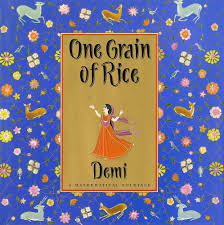 One Grain
of Rice
Demi
A MATHEMATICAL FOLKTALE